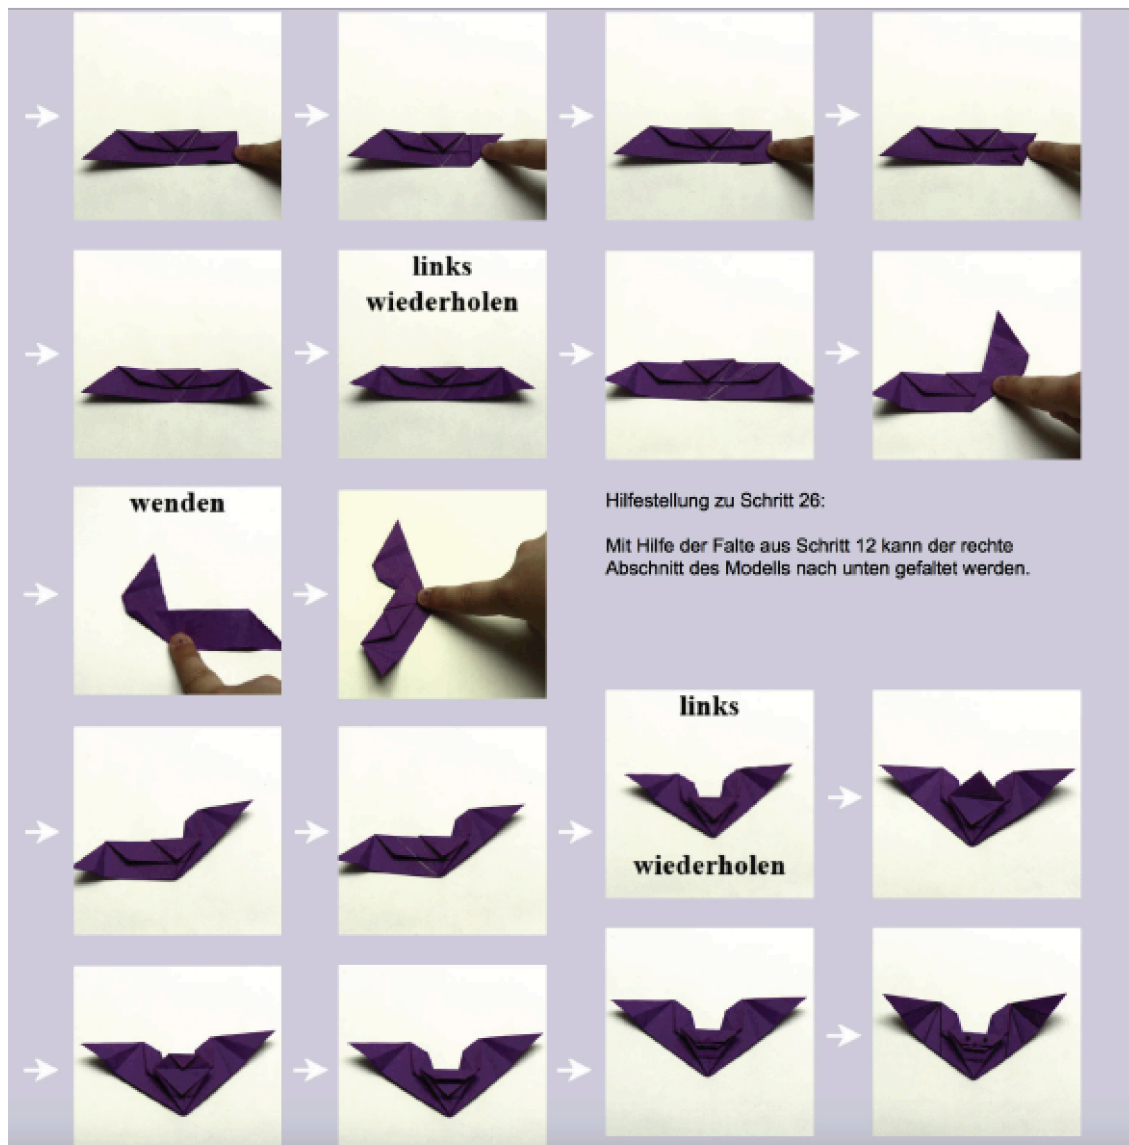 links
wiederholen
wenden
Hilfestellung zu Schritt 26:
Mit Hilfe der Falte aus Schritt 12 kann der rechte
Abschnitt des Modells nach unten gefaltet werden.
links
wiederholen